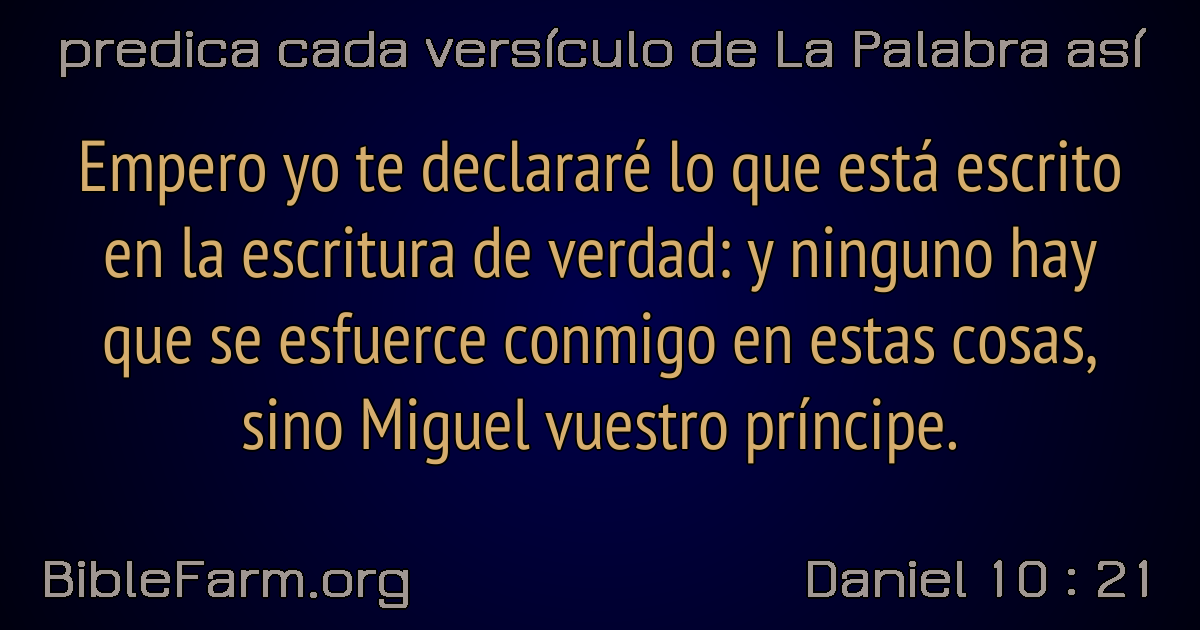 predica cada versículo de La Palabra así
Empero yo te declararé lo que está escrito
en la escritura de verdad: y ninguno hay
que se esfuerce conmigo en estas cosas,
sino Miguel vuestro príncipe.
BibleFarm.org
Daniel 10 : 21